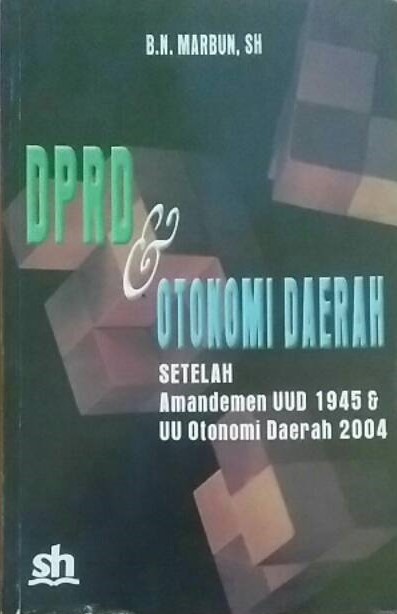 B.N. MARBUN, SH
DPRD
&
OTONOMI DAERAH
SETELAH
Amandemen UUD 1945 &
UU Otonomi Daerah 2004
sh